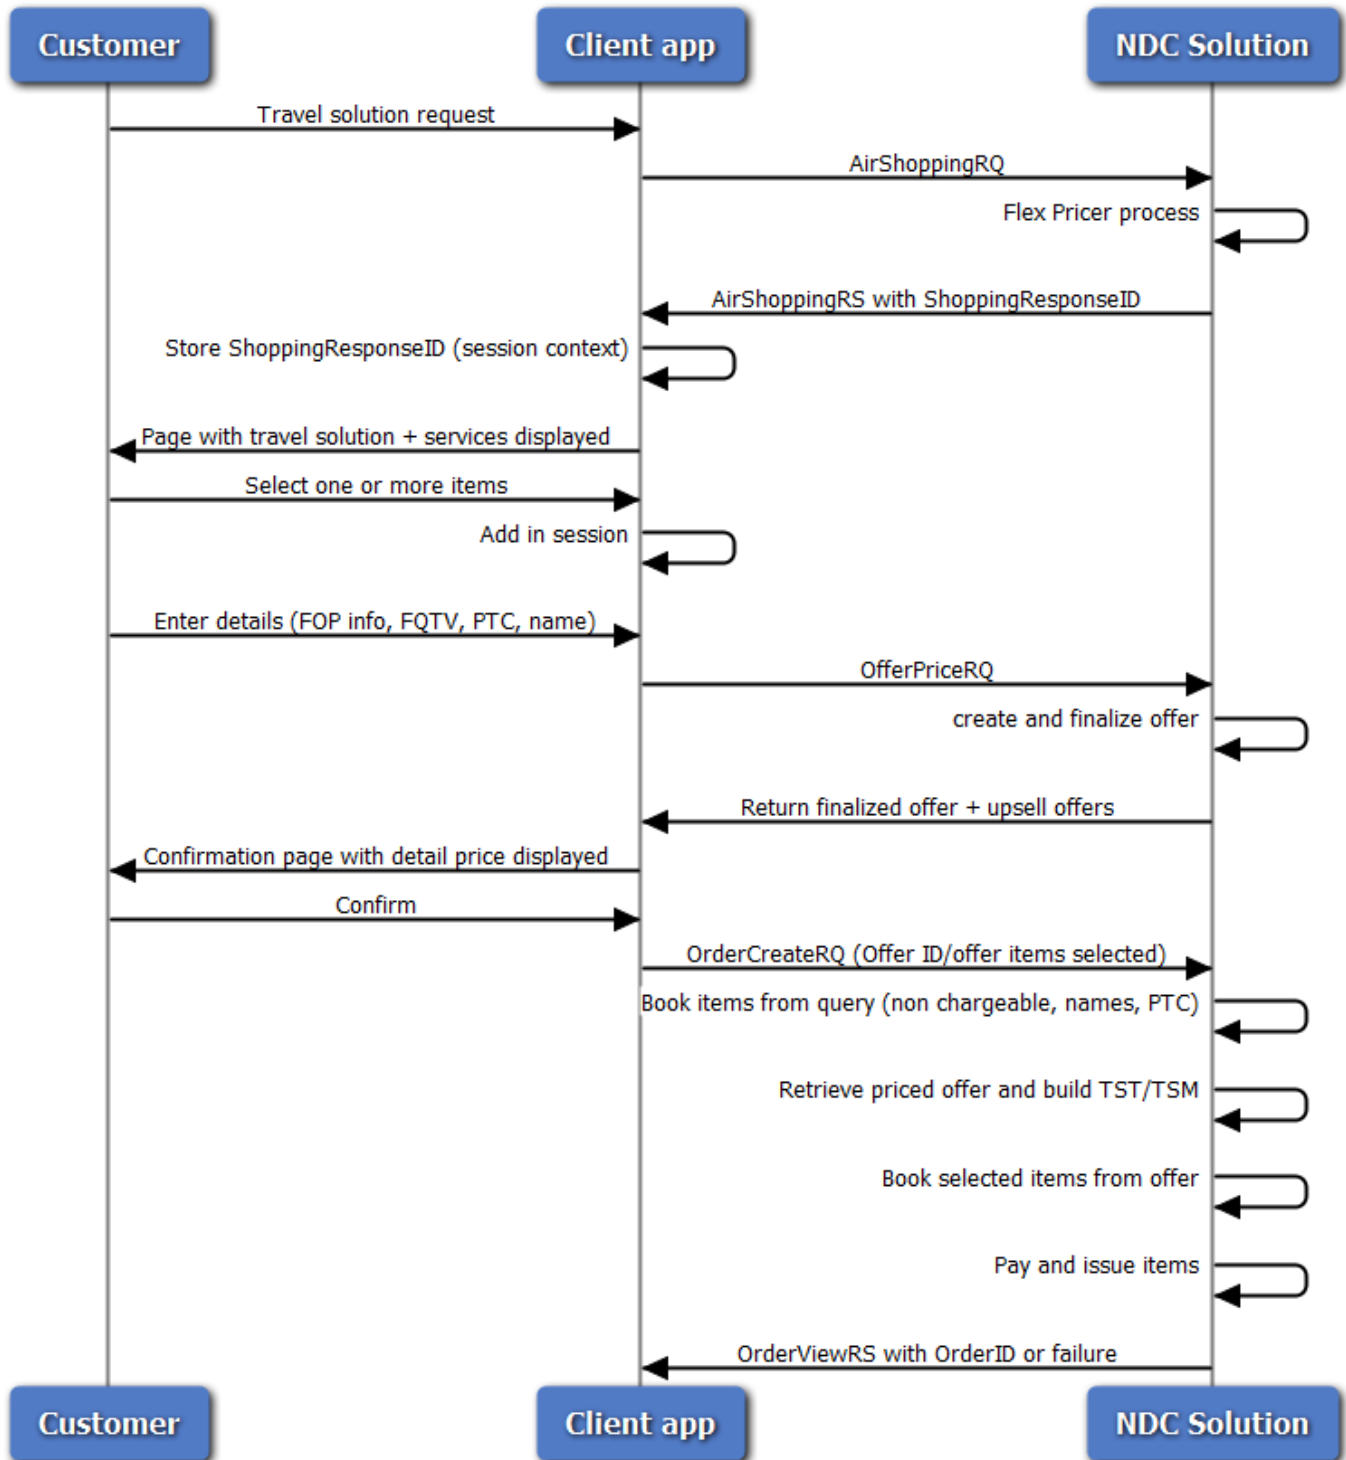 Customer
Client app
NDC Solution
Travel solution request
AirShoppingRQ
Flex Pricer process
AirShoppingRS with ShoppingResponseID
Store ShoppingResponseID (session context)
Page with travel solution + services displayed
Select one or more items
Add in session
Enter details (FOP info, FQTV, PTC, name)
OfferPriceRQ
create and finalize offer
Return finalized offer + upsell offers
Confirmation page with detail price displayed
Confirm
OrderCreateRQ (Offer ID/offer items selected)
Book items from query (non chargeable, names, PTC)
Retrieve priced offer and build TST/TSM
Book selected items from offer
Pay and issue items
OrderViewRS with OrderID or failure
Customer
Client app
NDC Solution